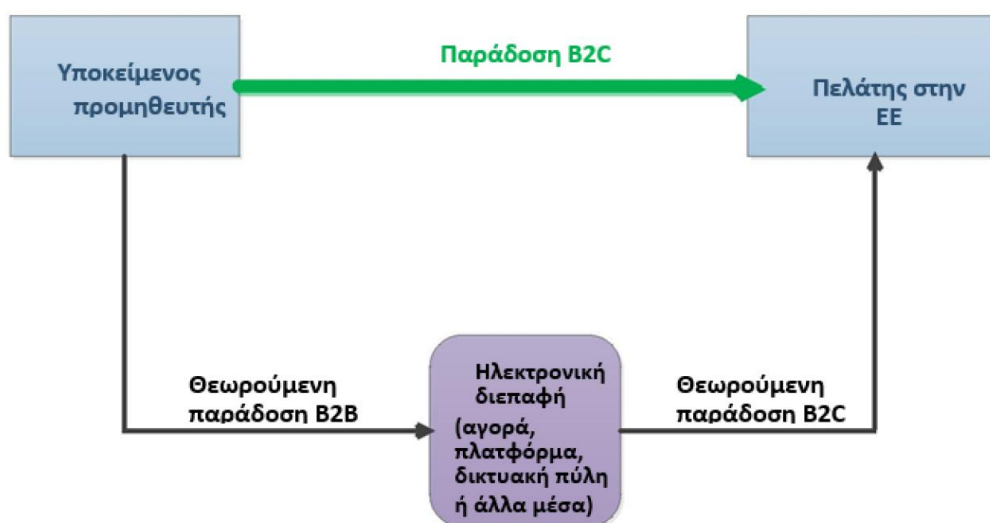 Παράδοση B2C
Υποκείμενος
προμηθευτής
Πελάτης στην
ΕΕ
Θεωρούμενη
παράδοση B2B
Ηλεκτρονική
διεπαφή
(αγορά,
πλατφόρμα,
δικτυακή πύλη
ή άλλα μέσα)
Θεωρούμενη
παράδοση B2C